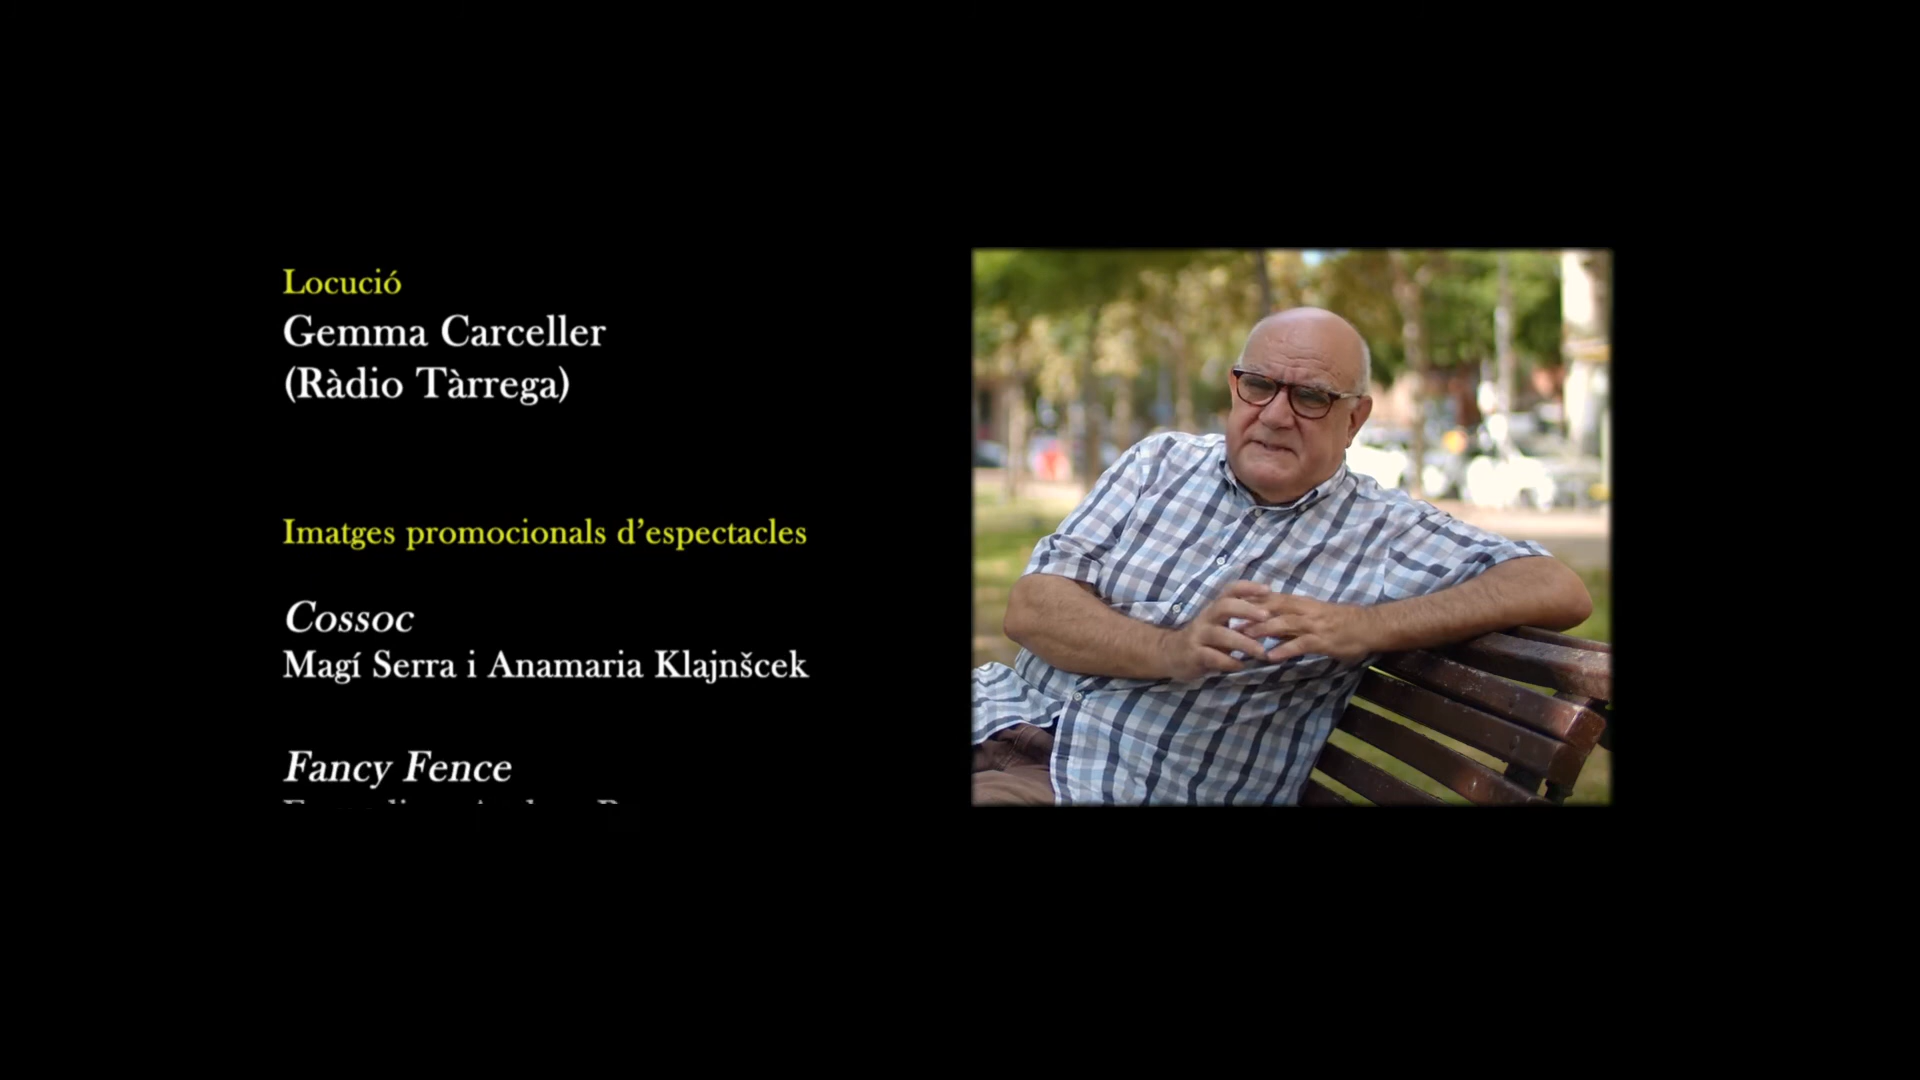 Locució
Gemma Carceller
(Ràdio Tàrrega)
Imatges promocionals d’espectacles
Cossoc
Magí Serra i Anamaria Klajnšcek
Fancy Fence